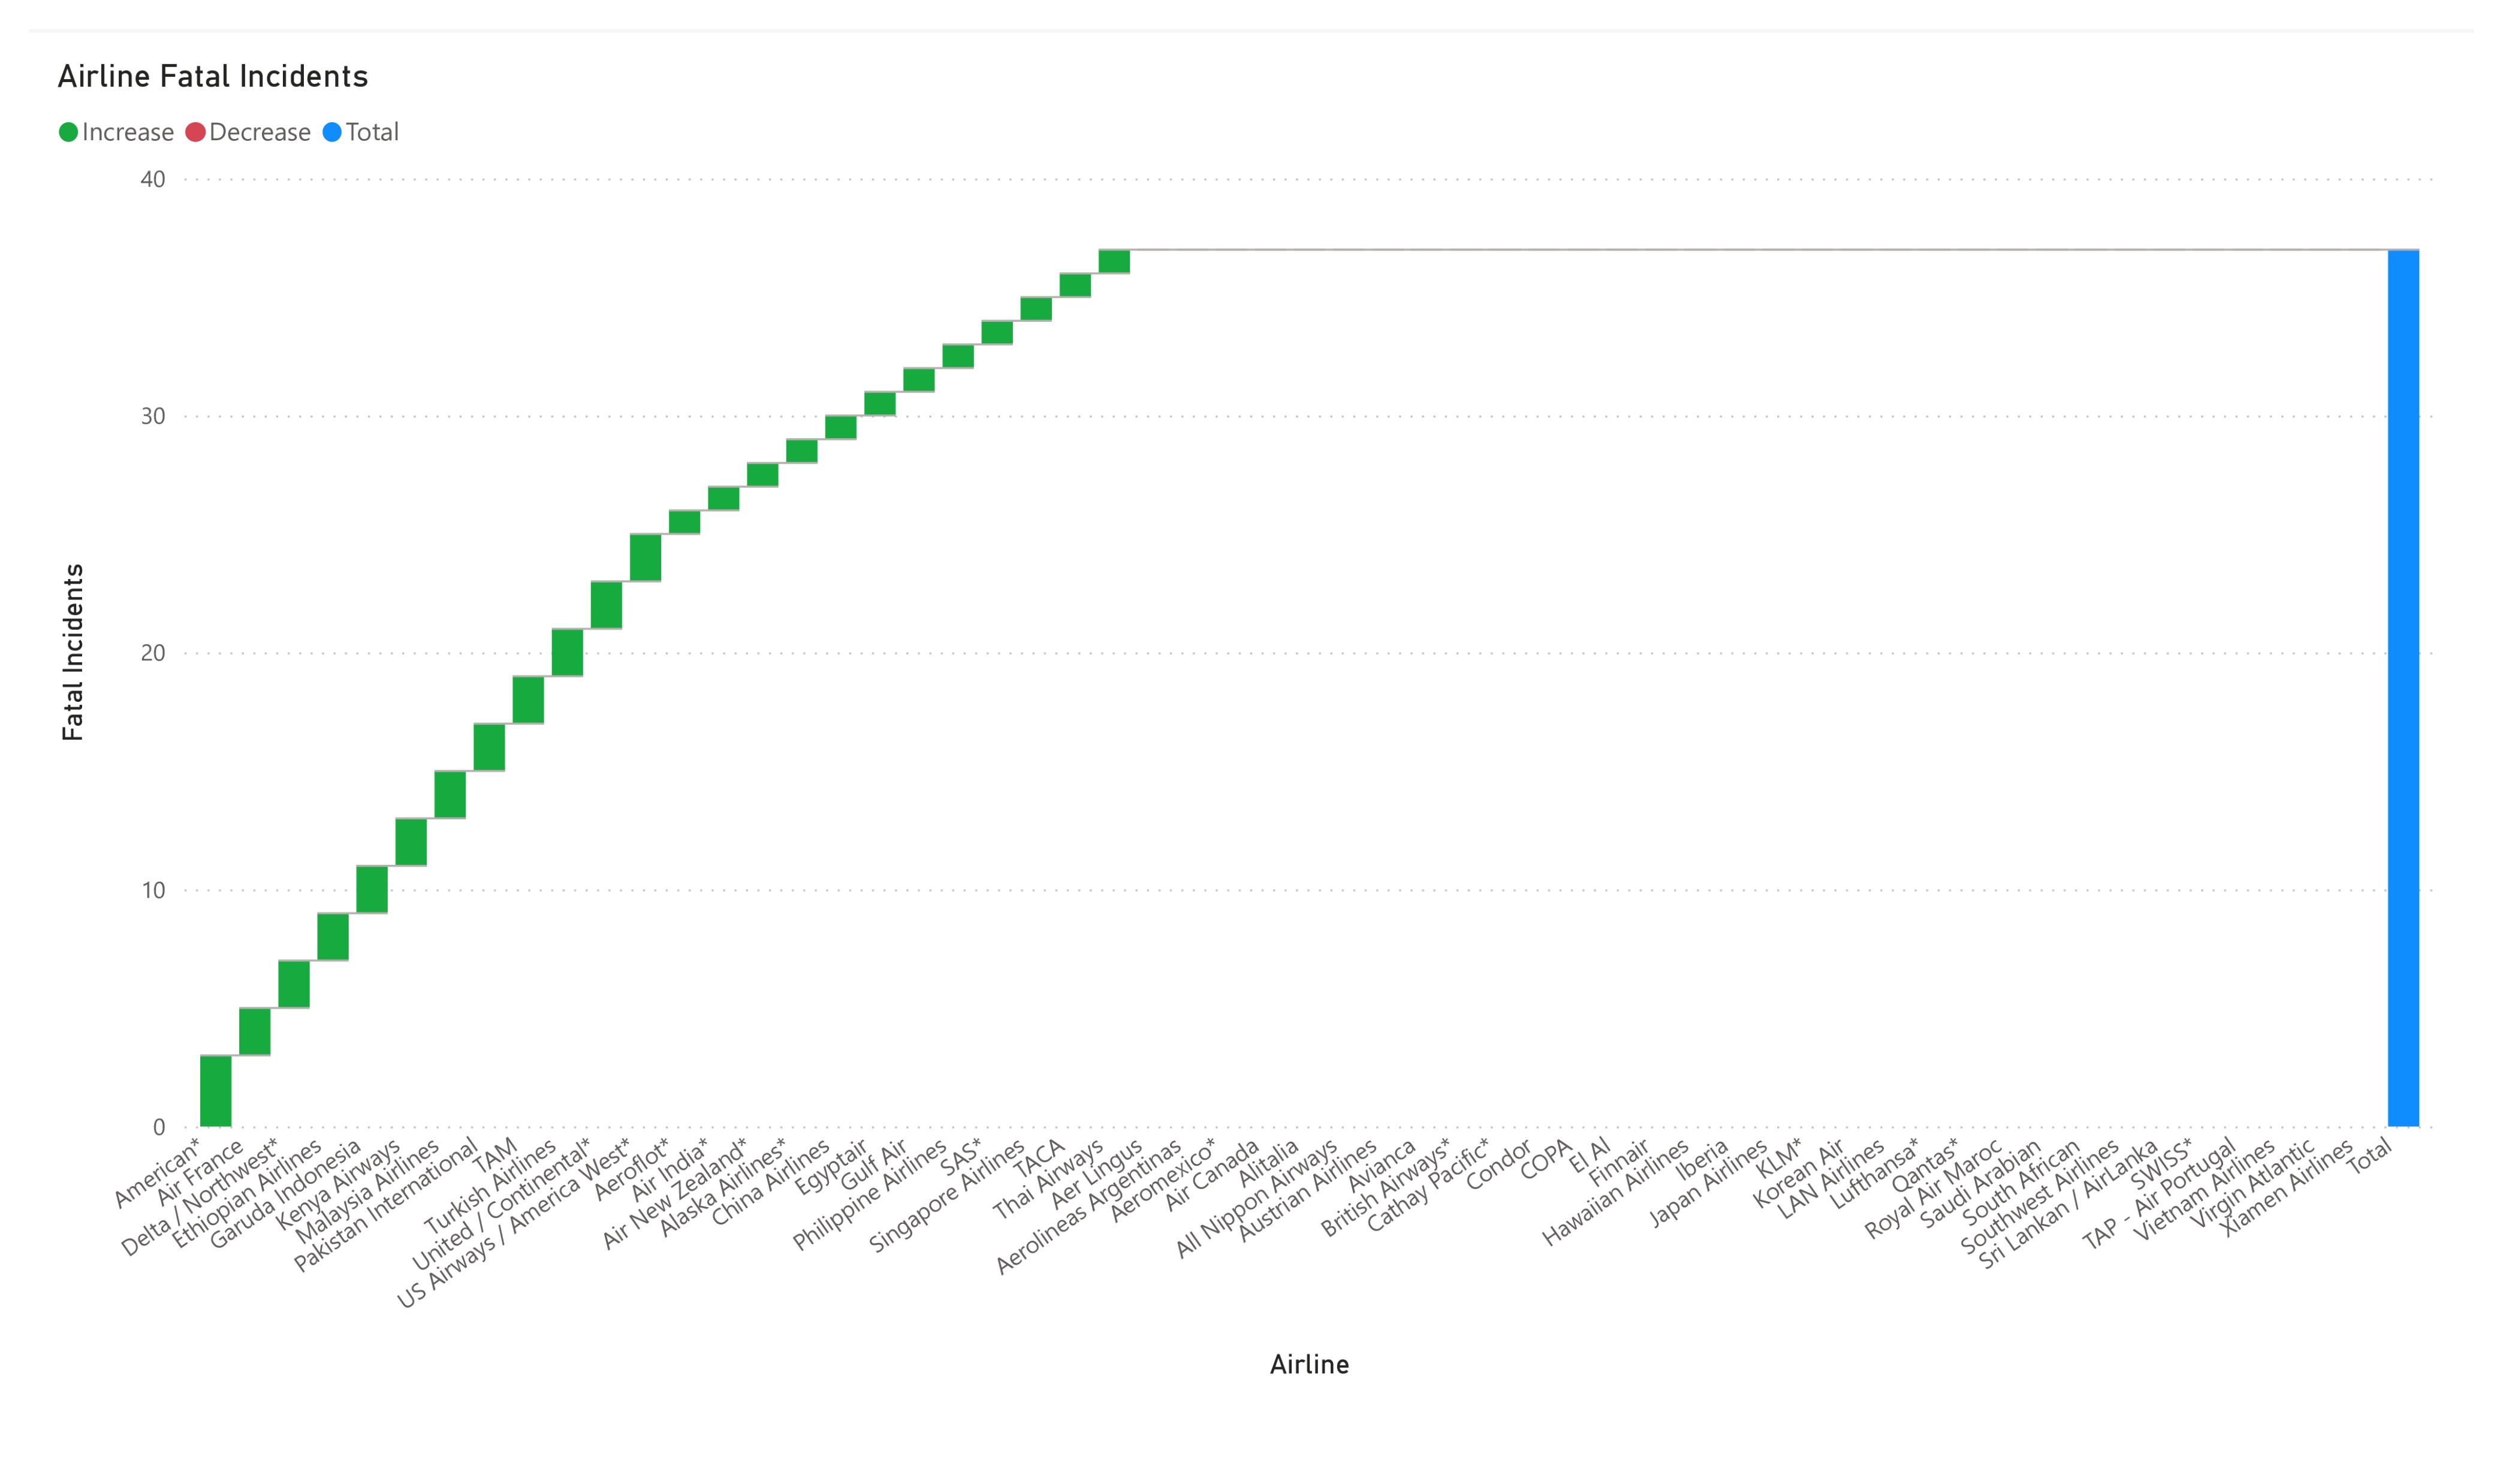 Airline Fatal Incidents
Increase Decrease Total
40
30
20
10
0
Fatal Incidents
American*
Air France
Delta / Northwest*
Ethiopian Airlines
Garuda Indonesia
Kenya Airways
Malaysia Airlines
Pakistan International
TAM
Turkish Airlines
United / Continental*
US Airways / America West*
Aeroflot*
Air India*
Air New Zealand*
Alaska Airlines*
China Airlines
Egyptair
Gulf Air
Philippine Airlines
SAS*
Singapore Airlines
TACA
Thai Airways
Aer Lingus
Aerolineas Argentinas
Aeromexico*
Air Canada
Alitalia
All Nippon Airways
Austrian Airlines
Avianca
British Airways*
Cathay Pacific*
Condor
COPA
El Al
Finnair
Hawaiian Airlines
Iberia
Japan Airlines
KLM*
Korean Air
LAN Airlines
Lufthansa*
Qantas*
Royal Air Maroc
Saudi Arabian
South African
Southwest Airlines
Sri Lankan / AirLanka
SWISS*
TAP - Air Portugal
Vietnam Airlines
Virgin Atlantic
Xiamen Airlines
Total
Airline